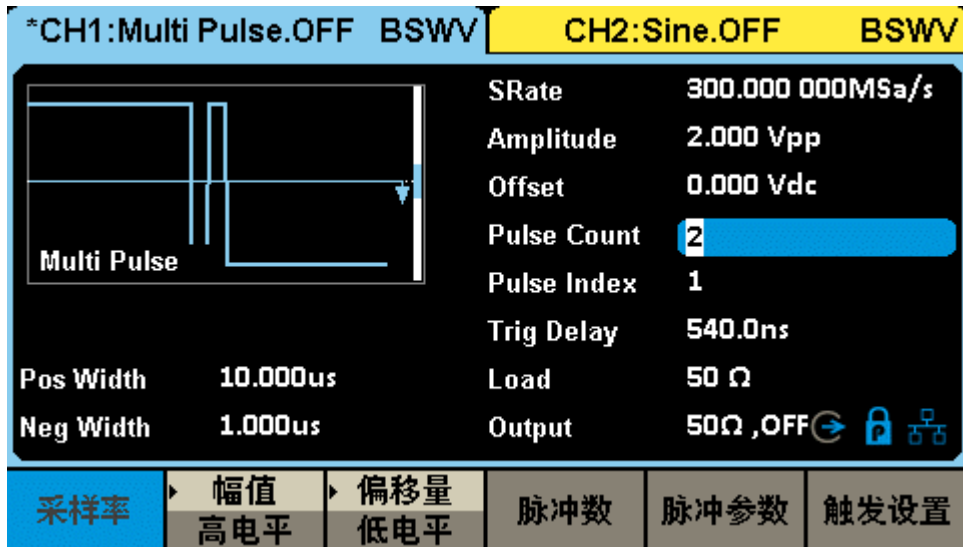 *CH1:Multi Pulse.OFF BSWV
CH2:Sine.OFF BSWV
Multi Pulse
Pos Width 10.000us
Neg Width 1.000us
SRate 300.000 000MSa/s
Amplitude 2.000 Vpp
Offset 0.000 Vdc
Pulse Count 2
Pulse Index 1
Trig Delay 540.0ns
Load 50 Ω
Output 50Ω ,OFF
P
采样率
幅值
高电平
偏移量
低电平
脉冲数
脉冲参数
触发设置